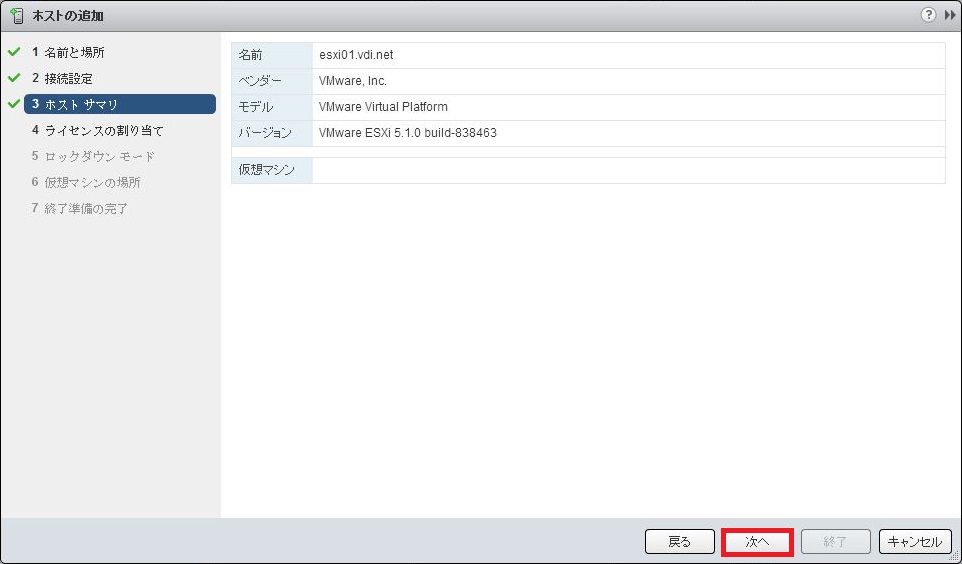 ホストの追加
?
1 名前と場所
2 接続設定
3 ホスト サマリ
4 ライセンスの割り当て
5 ロックダウン モード
6 仮想マシンの場所
7 終了準備の完了
名前 esxi01.vdi.net
ベンダー VMware, Inc.
モデル VMware Virtual Platform
バージョン VMware ESXi 5.1.0 build-838463
仮想マシン
戻る 次へ 終了 キャンセル